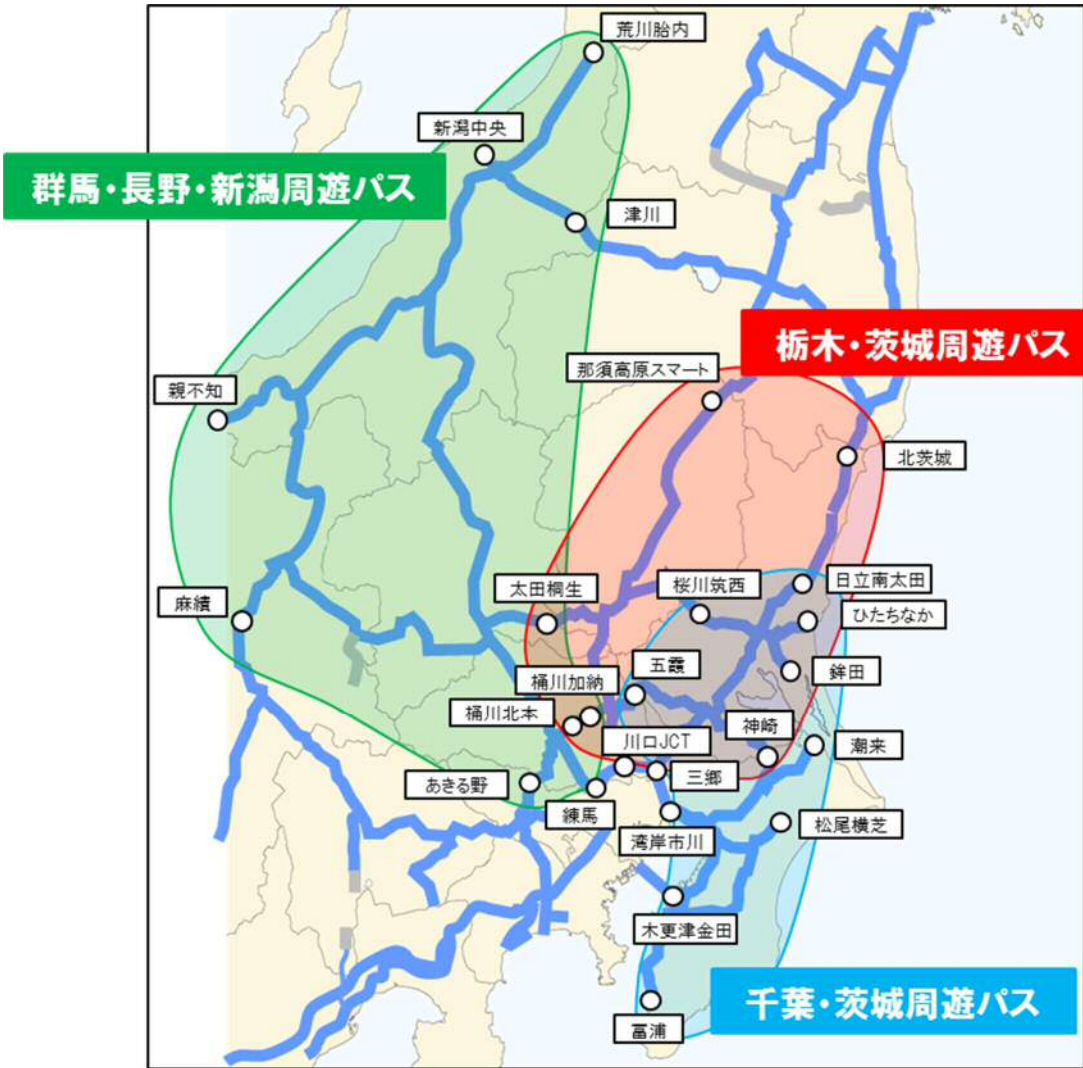 荒川胎内
新潟中央
群馬・長野・新潟周遊パス
津川
栃木・茨城周遊パス
那須高原スマート
親不知
北茨城
麻績
太田桐生
桜川筑西
日立南太田
ひたちなか
五霞
桶川加納
鉾田
桶川北本
神崎
川口JCT
潮来
あきる野
三郷
練馬
湾岸市川
松尾横芝
木更津金田
千葉・茨城周遊パス
富浦